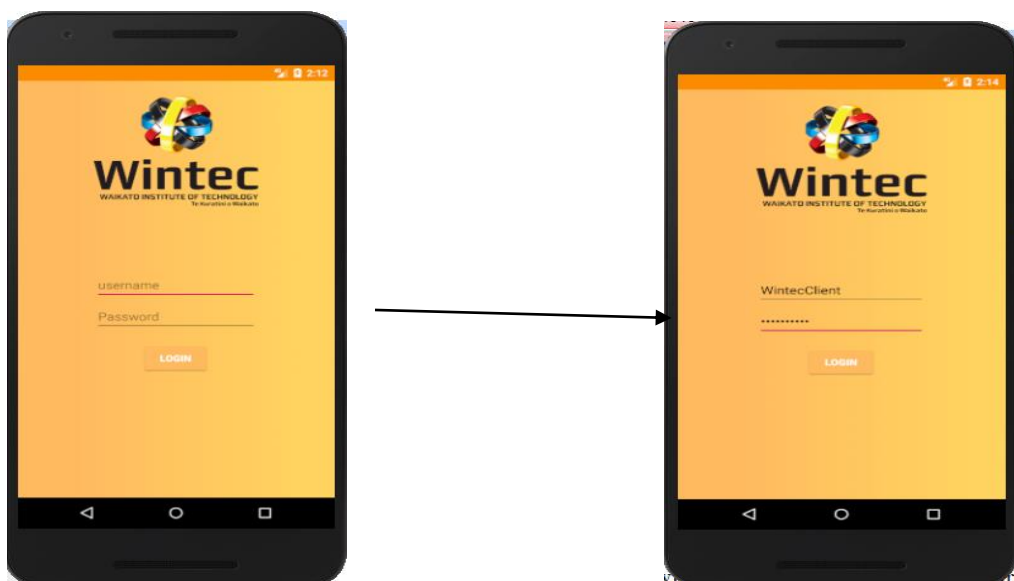 2:12
Wintec
WAIKATO INSTITUTE OF TECHNOLOGY
Te Kuratini o Waikato
username
Password
LOGIN
2:14
Wintec
WAIKATO INSTITUTE OF TECHNOLOGY
Te Kuratini o Waikato
WintecClient
••••••••••
LOGIN